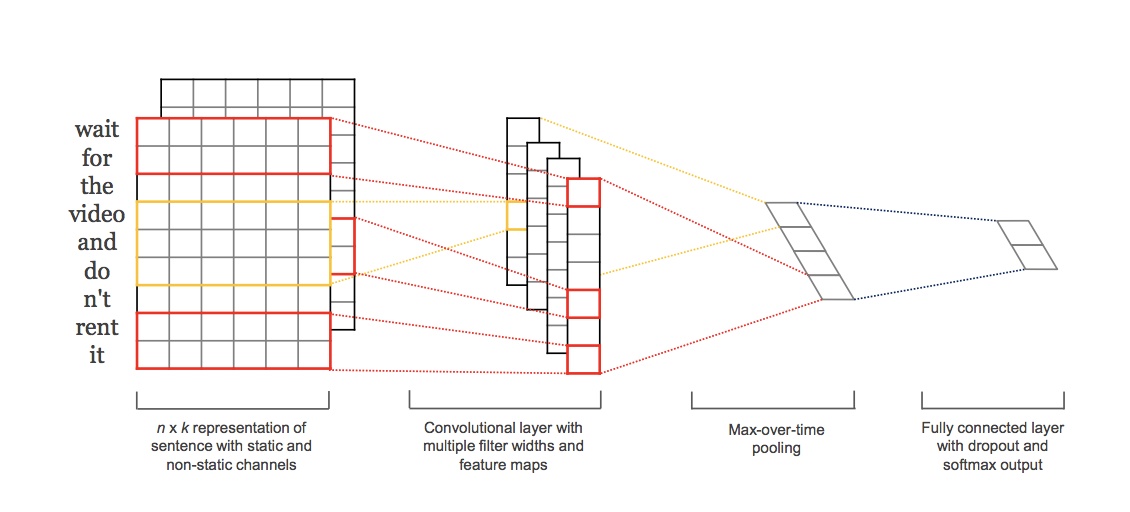 wait
for
the
video
and
do
n't
rent
it
n x k representation of
sentence with static and
non-static channels
Convolutional layer with
multiple filter widths and
feature maps
Max-over-time
pooling
Fully connected layer
with dropout and
softmax output